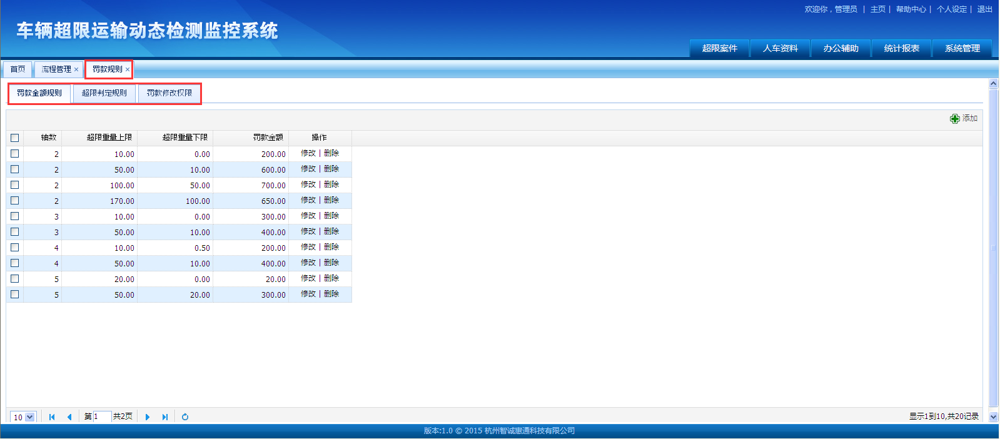 欢迎你，管理员 | 主页 | 帮助中心 | 个人设定 | 退出
车辆超限运输动态检测监控系统
超限案件 人车资料 办公辅助 统计报表 系统管理
首页 流程管理 × 罚款规则 ×
罚款金额规则 超限判定规则 罚款修改权限
添加
轴数 超限重量上限 超限重量下限 罚款金额 操作
2 10.00 0.00 200.00 修改 | 删除
2 50.00 10.00 600.00 修改 | 删除
2 100.00 50.00 700.00 修改 | 删除
2 170.00 100.00 650.00 修改 | 删除
3 10.00 0.00 300.00 修改 | 删除
3 50.00 10.00 400.00 修改 | 删除
4 10.00 0.50 200.00 修改 | 删除
4 50.00 10.00 400.00 修改 | 删除
5 20.00 0.00 20.00 修改 | 删除
5 50.00 20.00 300.00 修改 | 删除
10 第 1 共2页 显示1到10,共20记录
版本:1.0 © 2015 杭州智诚惠通科技有限公司